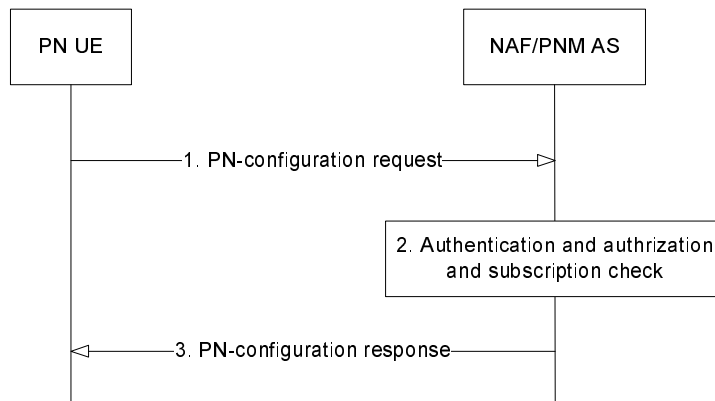 PN UE
NAF/PNM AS
1. PN-configuration request
2. Authentication and authrization
and subscription check
3. PN-configuration response